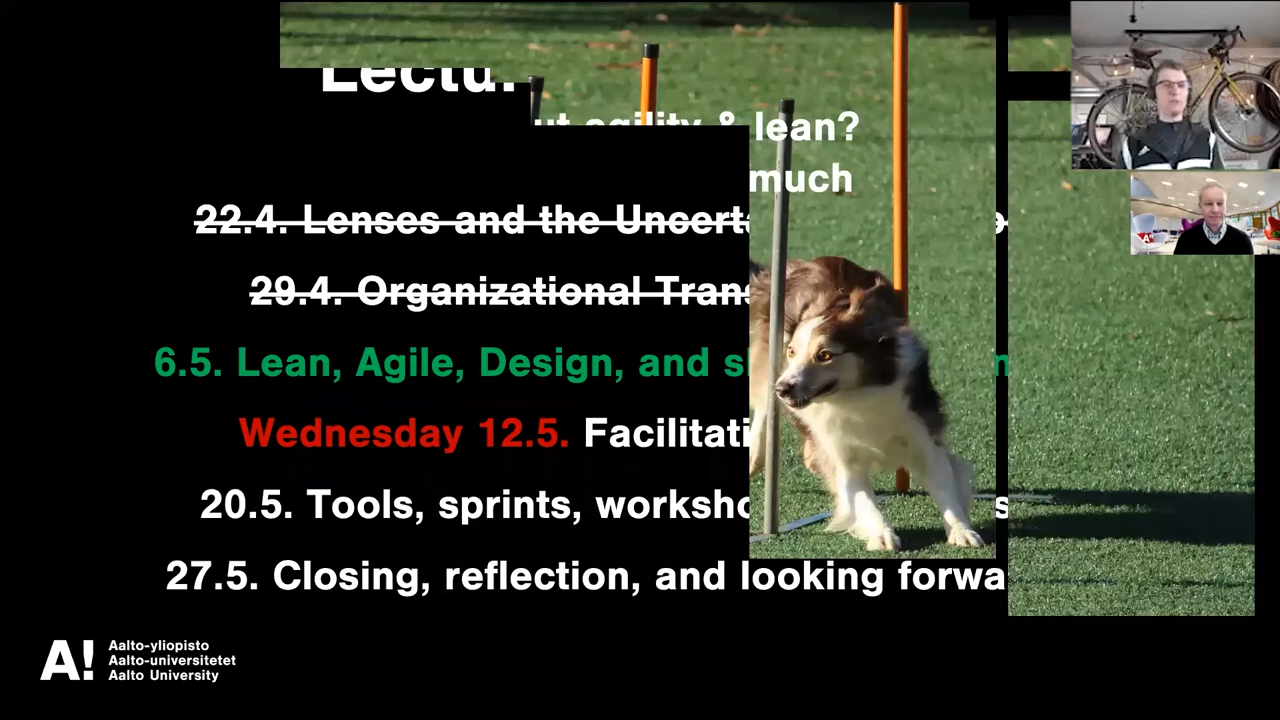 Lectu
ut agility & lean?
much
22.4. Lenses and the Uncerta
29.4. Organizational Trans
6.5. Lean, Agile, Design, and s
Wednesday 12.5. Facilitati
20.5. Tools, sprints, worksho s
27.5. Closing, reflection, and looking forwa
A!
Aalto-yliopisto
Aalto-universitetet
Aalto University